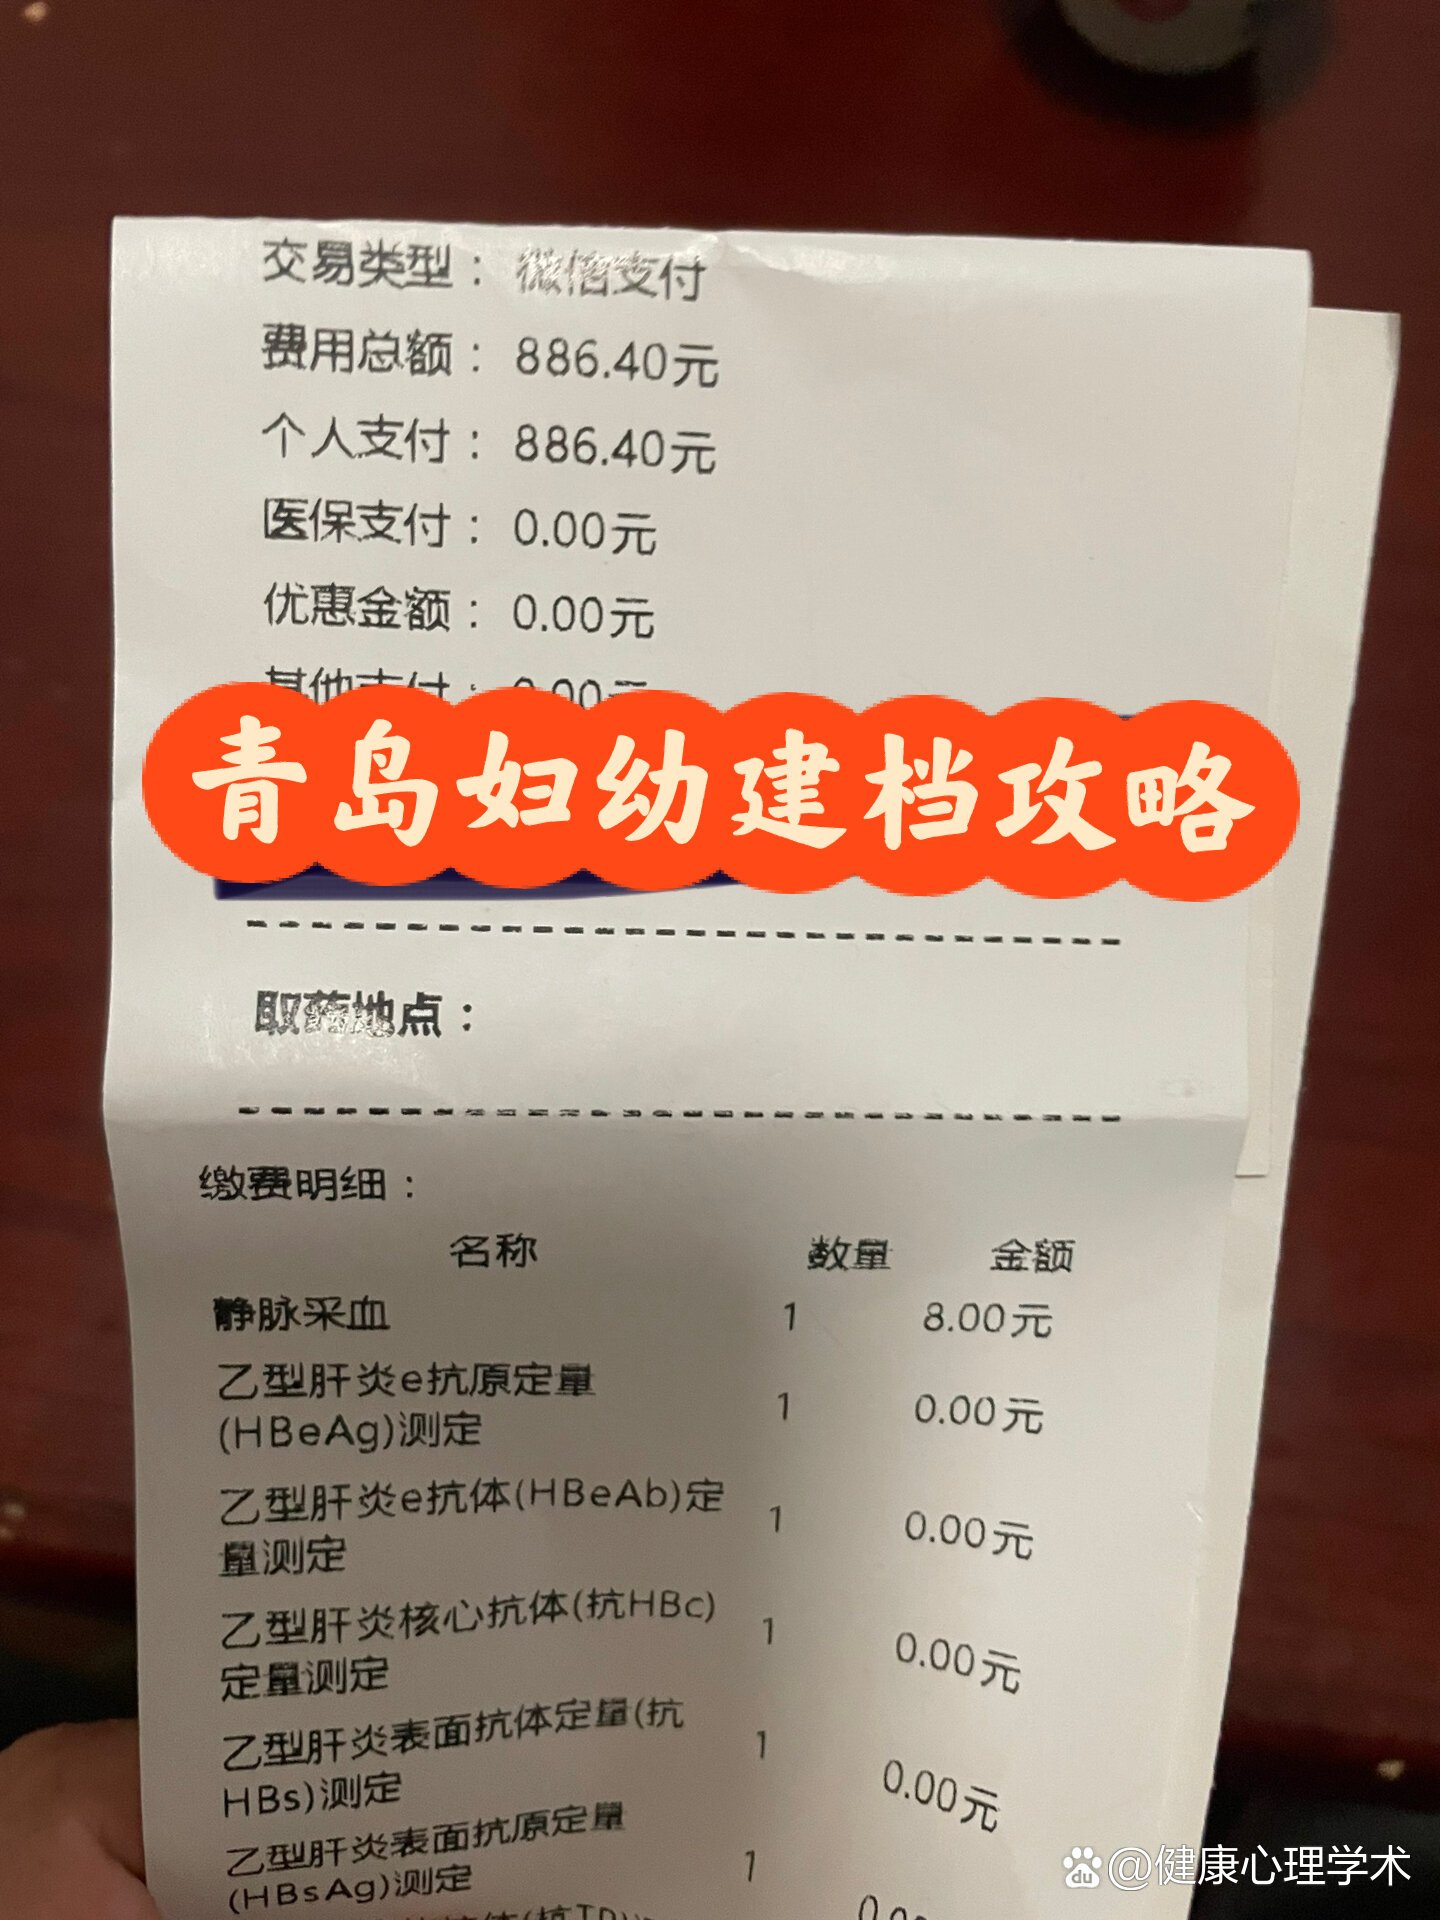 交易类型：微信支付
费用总额：886.40元
个人支付：886.40元
医保支付：0.00元
优惠金额：0.00元
其他支付：0.00元
青岛妇幼建档攻略
取药地点：
缴费明细：
名称 数量 金额
静脉采血 1 8.00元
乙型肝炎e抗原定量
(HBeAg)测定 1 0.00元
乙型肝炎e抗体(HBeAb)定
量测定 1 0.00元
乙型肝炎核心抗体(抗HBc)
定量测定 1 0.00元
乙型肝炎表面抗体定量(抗
HBs)测定 1 0.00元
乙型肝炎表面抗原定量
(HBsAg)测定 1
@健康心理学术